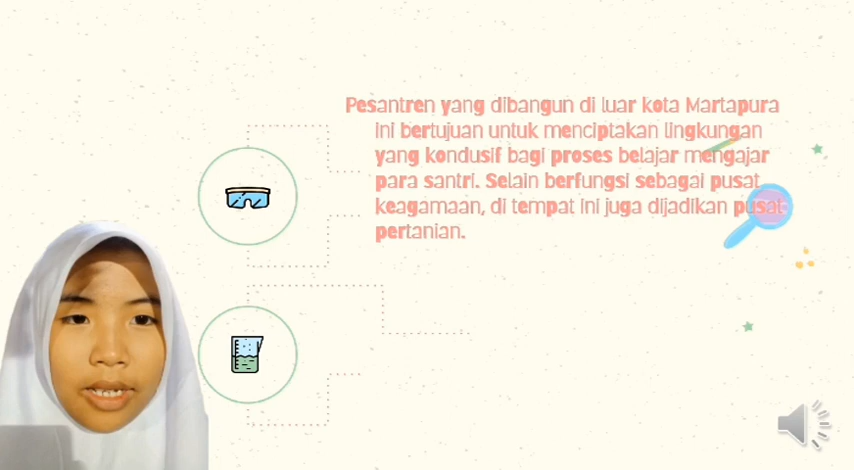 Pesantren yang dibangun di luar kota Martapura
ini bertujuan untuk menciptakan lingkungan
yang kondusif bagi proses belajar mengajar
para santri. Selain berfungsi sebagai pusat
keagamaan, di tempat ini juga dijadikan pusat
pertanian.